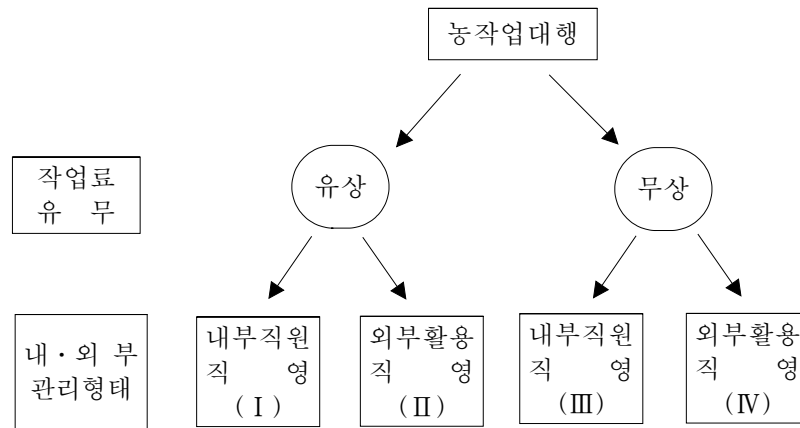 농작업대행
작업료
유 무
유상
무상
내·외 부
관리형태
내부직원
직 영
(Ⅰ)
외부활용
직 영
(Ⅱ)
내부직원
직 영
(Ⅲ)
외부활용
직 영
(Ⅳ)